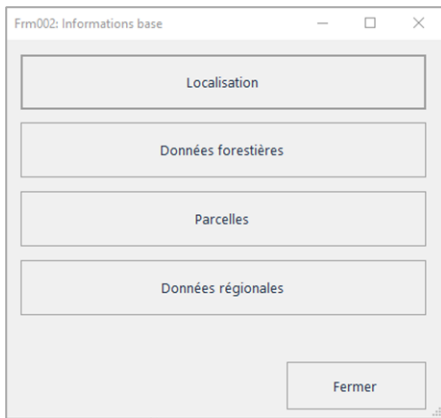 Frm002: Informations base
Localisation
Données forestières
Parcelles
Données régionales
Fermer